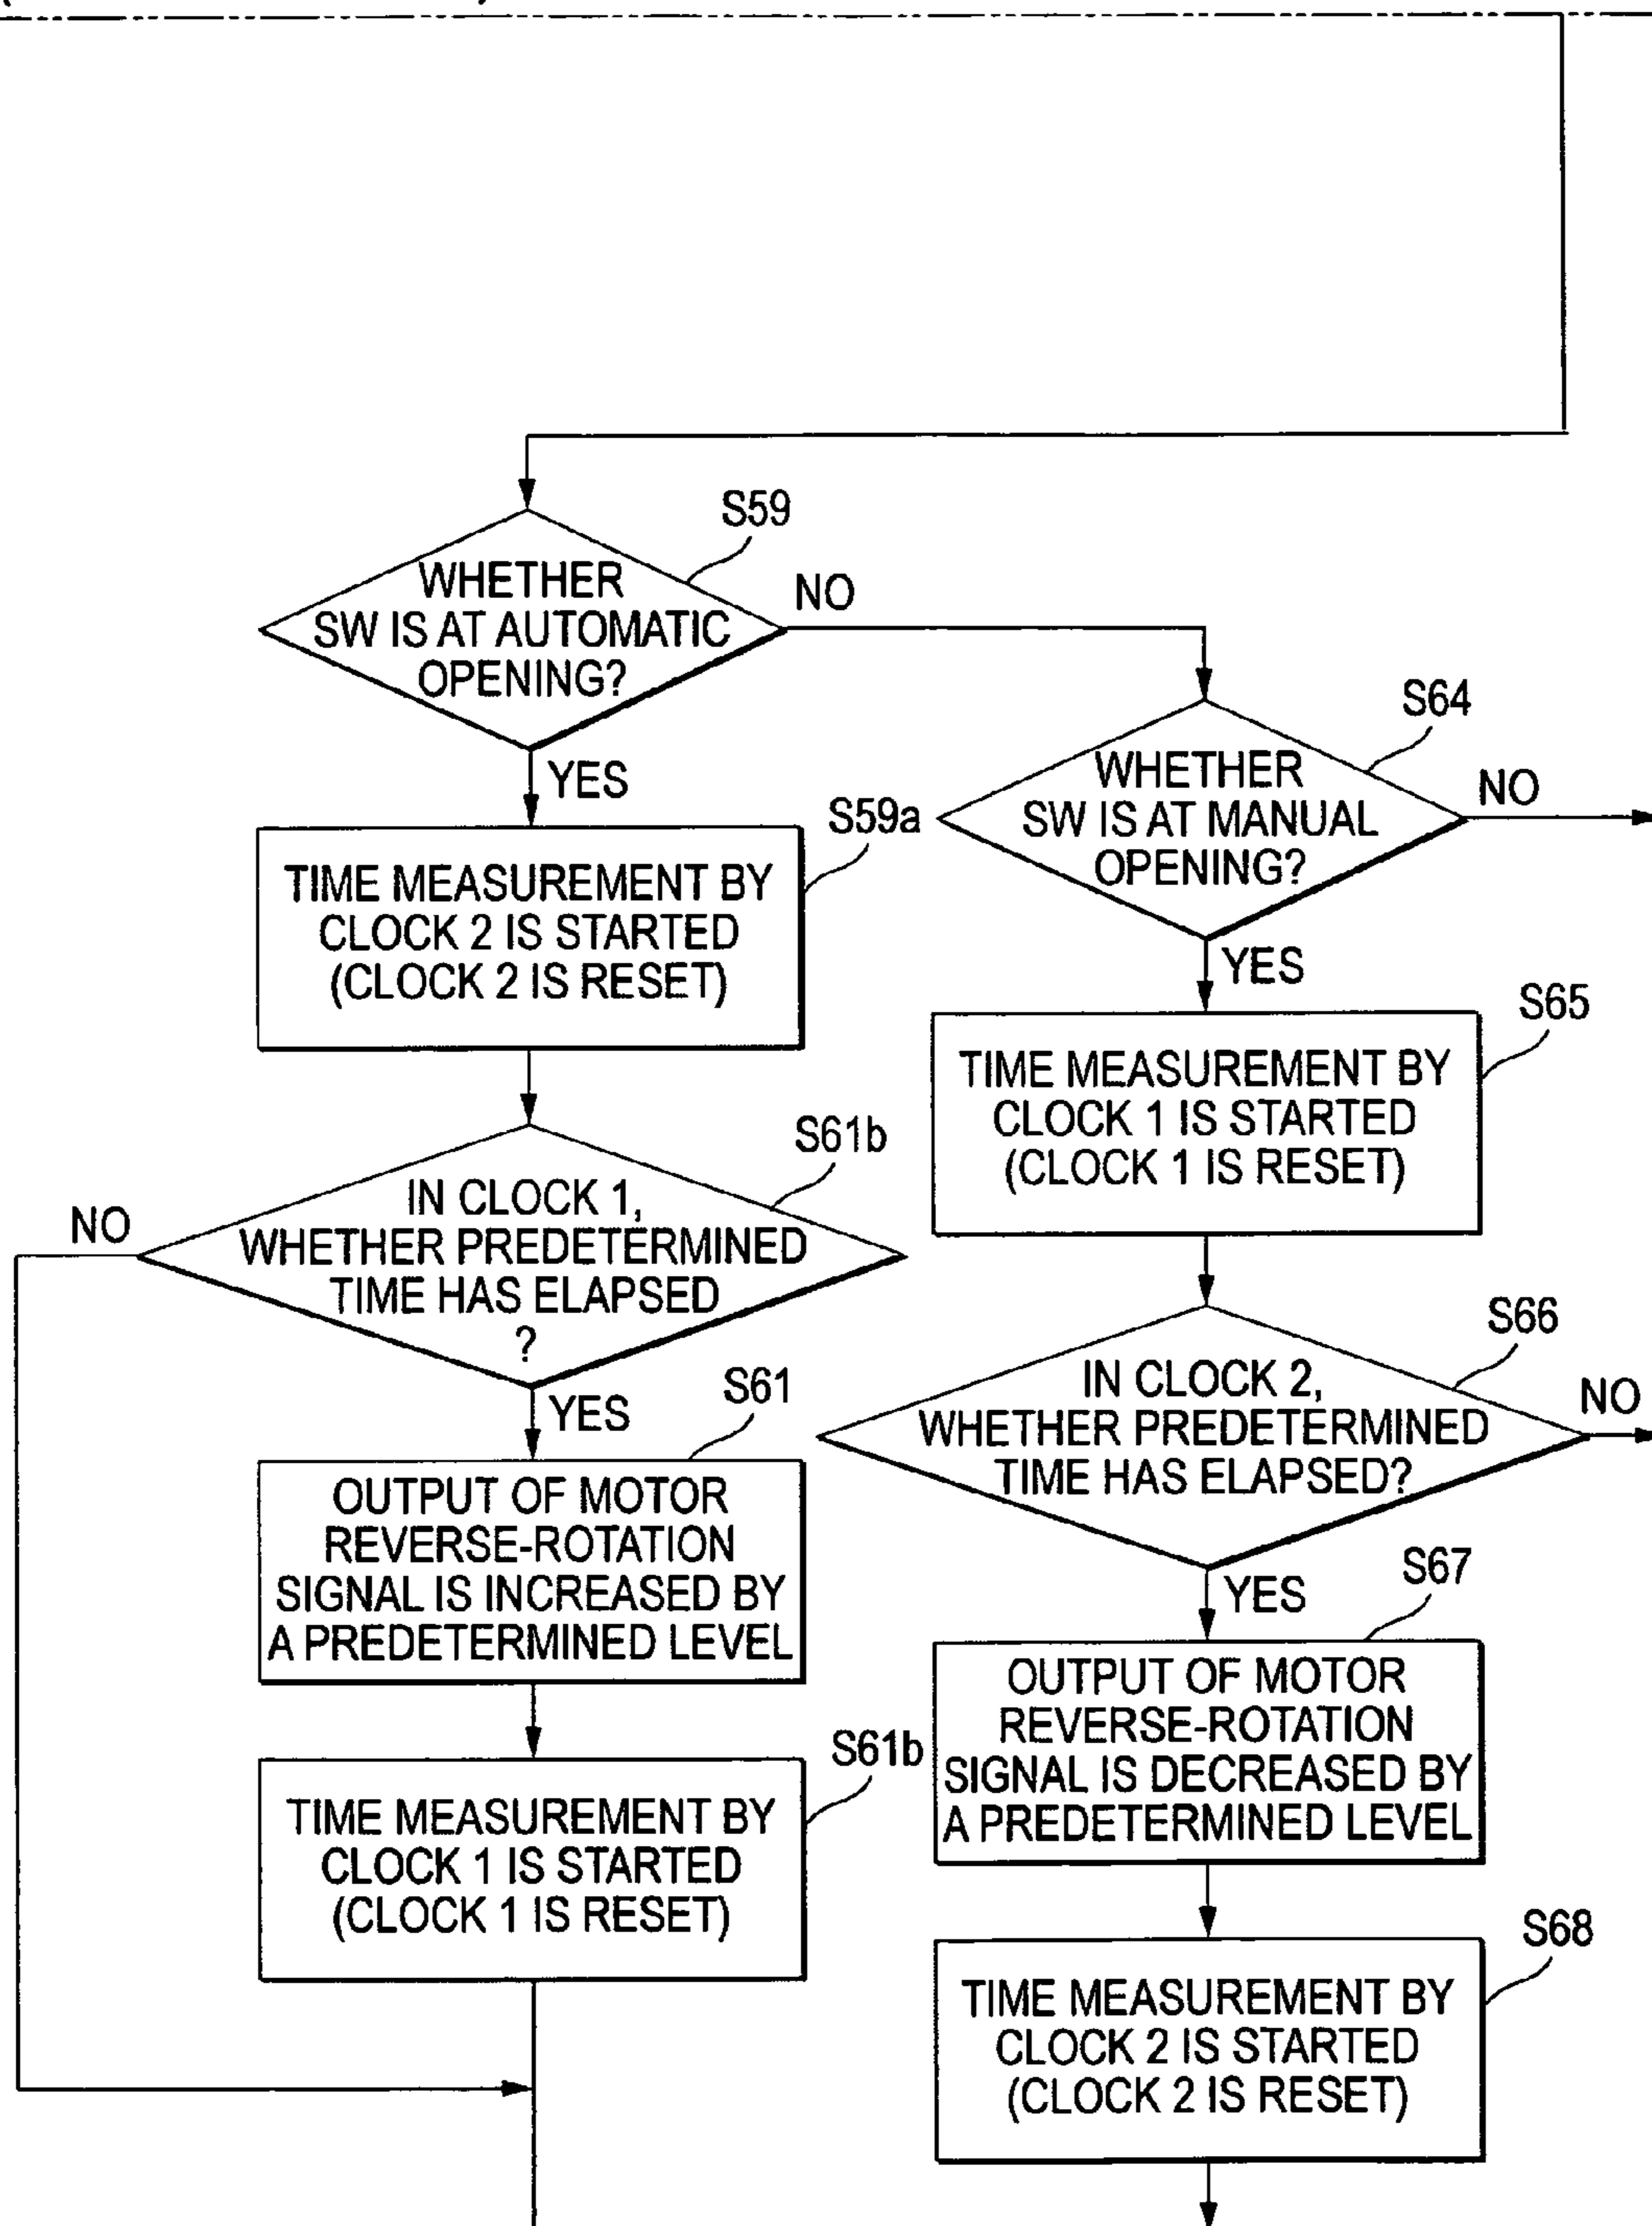 S59
WHETHER
SW IS AT AUTOMATIC
OPENING?
NO
YES
S59a
TIME MEASUREMENT BY
CLOCK 2 IS STARTED
(CLOCK 2 IS RESET)
S61b
IN CLOCK 1,
WHETHER PREDETERMINED
TIME HAS ELAPSED
?
NO
YES
S61
OUTPUT OF MOTOR
REVERSE-ROTATION
SIGNAL IS INCREASED BY
A PREDETERMINED LEVEL
S61b
TIME MEASUREMENT BY
CLOCK 1 IS STARTED
(CLOCK 1 IS RESET)
S64
WHETHER
SW IS AT MANUAL
OPENING?
NO
YES
S65
TIME MEASUREMENT BY
CLOCK 1 IS STARTED
(CLOCK 1 IS RESET)
S66
IN CLOCK 2,
WHETHER PREDETERMINED
TIME HAS ELAPSED?
NO
YES
S67
OUTPUT OF MOTOR
REVERSE-ROTATION
SIGNAL IS DECREASED BY
A PREDETERMINED LEVEL
S68
TIME MEASUREMENT BY
CLOCK 2 IS STARTED
(CLOCK 2 IS RESET)